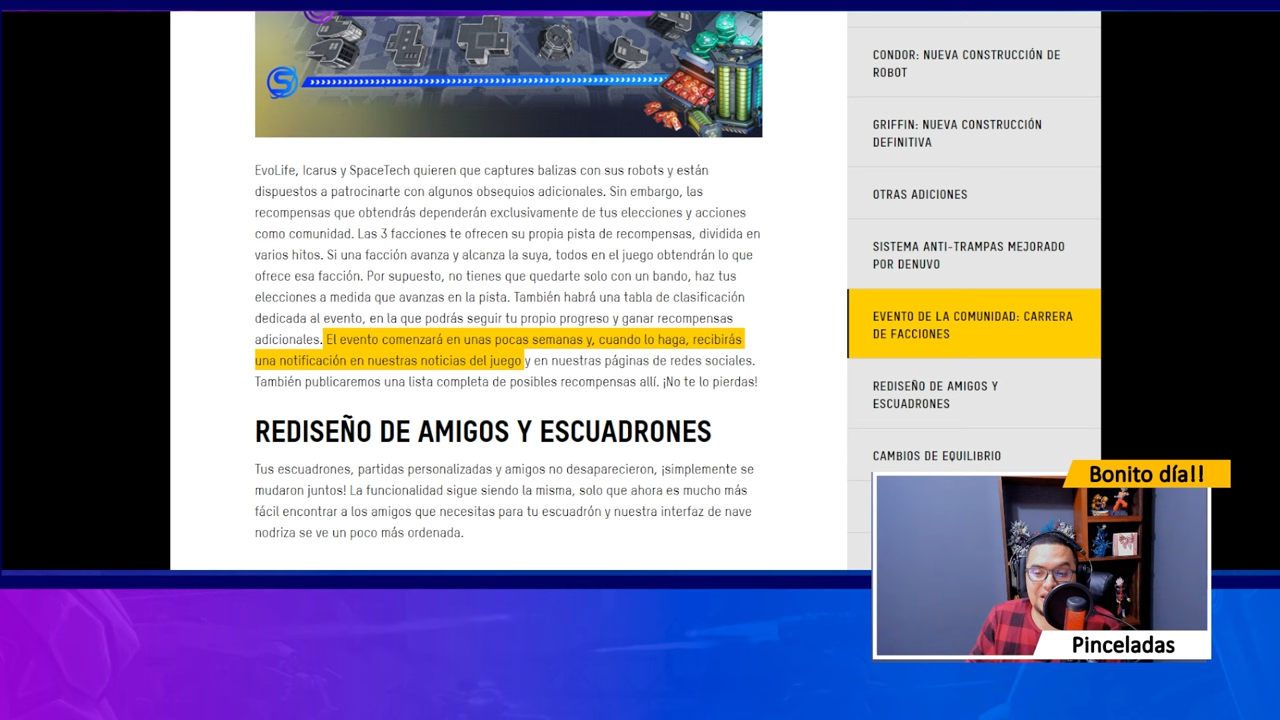 S
EvoLife, Icarus y SpaceTech quieren que captures balizas con sus robots y están
dispuestos a patrocinarte con algunos obsequios adicionales. Sin embargo, las
recompensas que obtendrás dependerán exclusivamente de tus elecciones y acciones
como comunidad. Las 3 facciones te ofrecen su propia pista de recompensas, dividida en
varios hitos. Si una facción avanza y alcanza la suya, todos en el juego obtendrán lo que
ofrece esa facción. Por supuesto, no tienes que quedarte solo con un bando, haz tus
elecciones a medida que avanzas en la pista. También habrá una tabla de clasificación
dedicada al evento, en la que podrás seguir tu propio progreso y ganar recompensas
adicionales. El evento comenzará en unas pocas semanas y, cuando lo haga, recibirás
una notificación en nuestras noticias del juego y en nuestras páginas de redes sociales.
También publicaremos una lista completa de posibles recompensas allí. ¡No te lo pierdas!
REDISEÑO DE AMIGOS Y ESCUADRONES
Tus escuadrones, partidas personalizadas y amigos no desaparecieron, ¡simplemente se
mudaron juntos! La funcionalidad sigue siendo la misma, solo que ahora es mucho más
fácil encontrar a los amigos que necesitas para tu escuadrón y nuestra interfaz de nave
nodriza se ve un poco más ordenada.
CONDOR: NUEVA CONSTRUCCIÓN DE
ROBOT
GRIFFIN: NUEVA CONSTRUCCIÓN
DEFINITIVA
OTRAS ADICIONES
SISTEMA ANTI-TRAMPAS MEJORADO
POR DENUVO
EVENTO DE LA COMUNIDAD: CARRERA
DE FACCIONES
REDISEÑO DE AMIGOS Y
ESCUADRONES
CAMBIOS DE EQUILIBRIO
Bonito día!!
Pinceladas